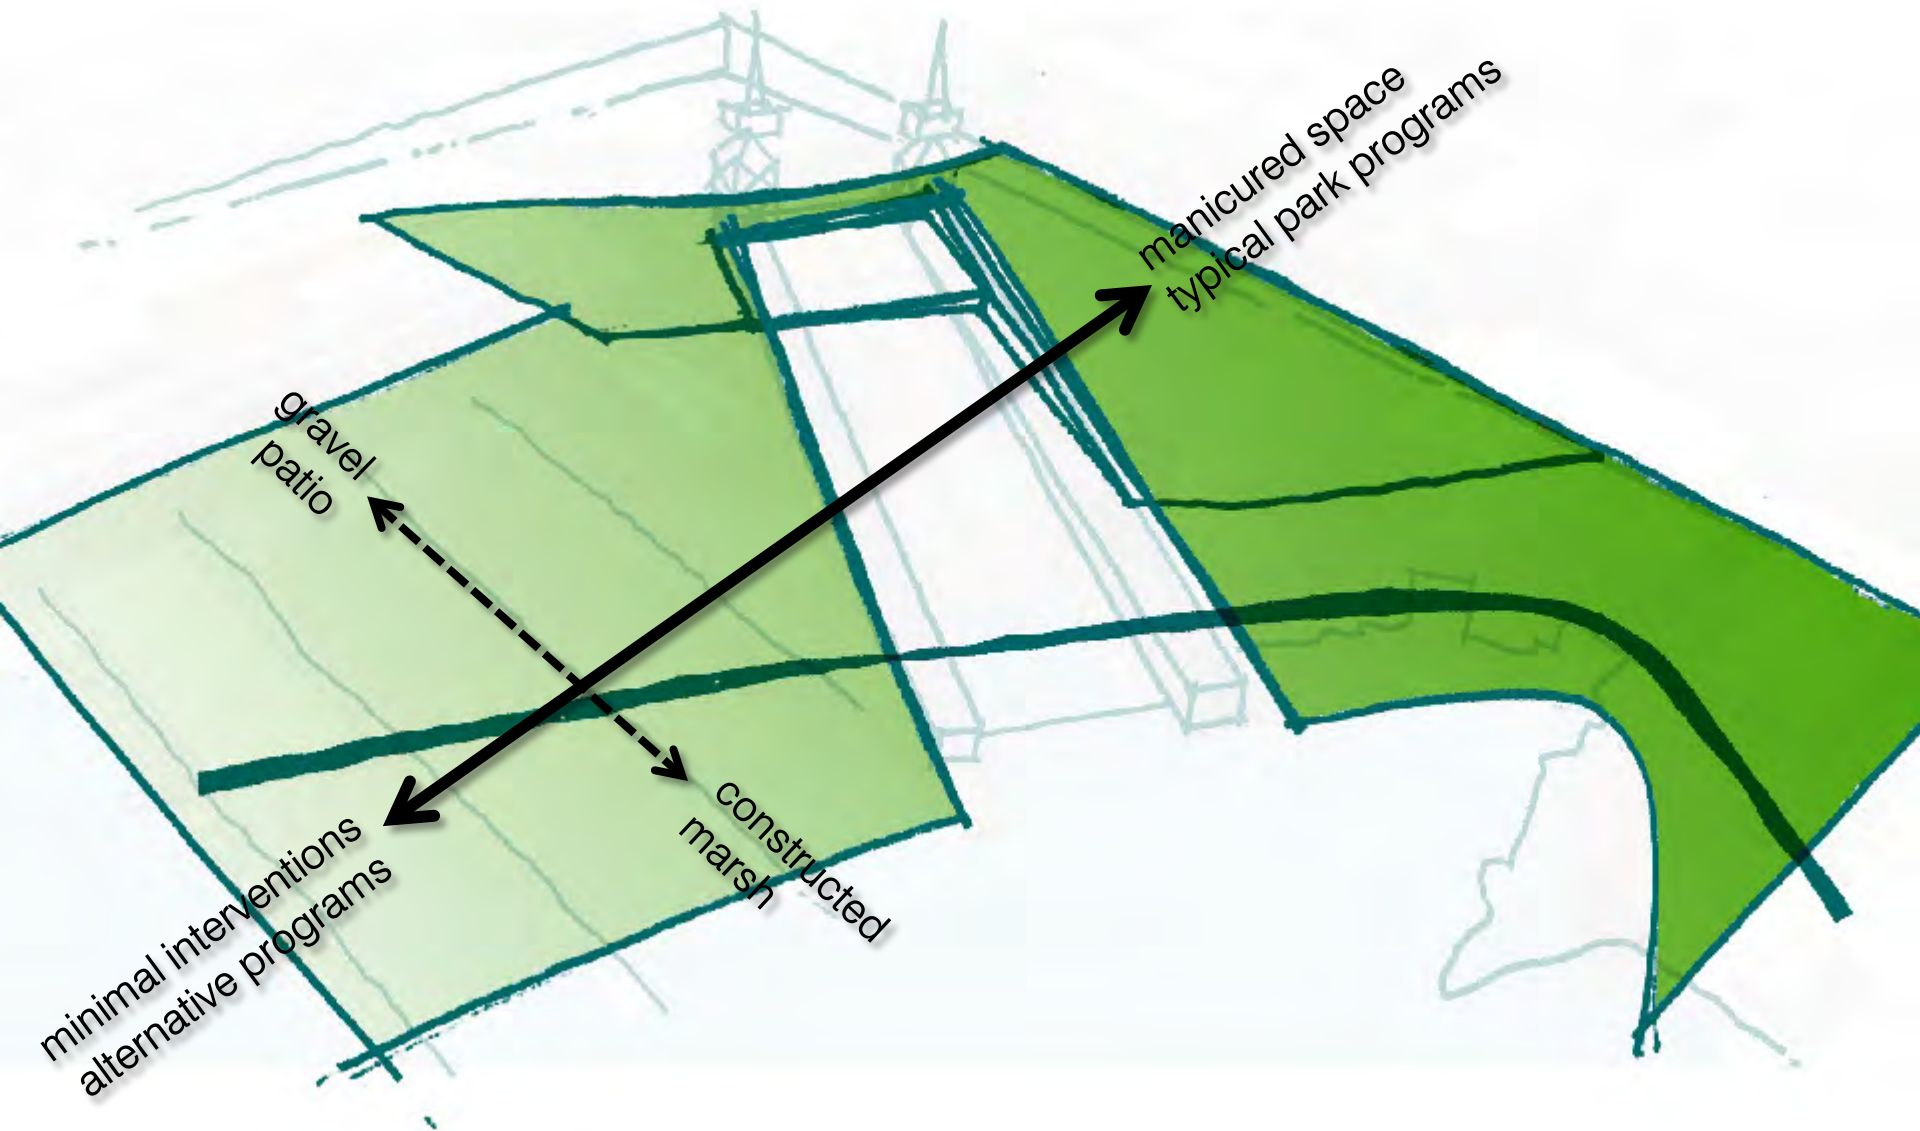 manicured space
typical park programs
gravel
patio
constructed
marsh
minimal interventions
alternative programs